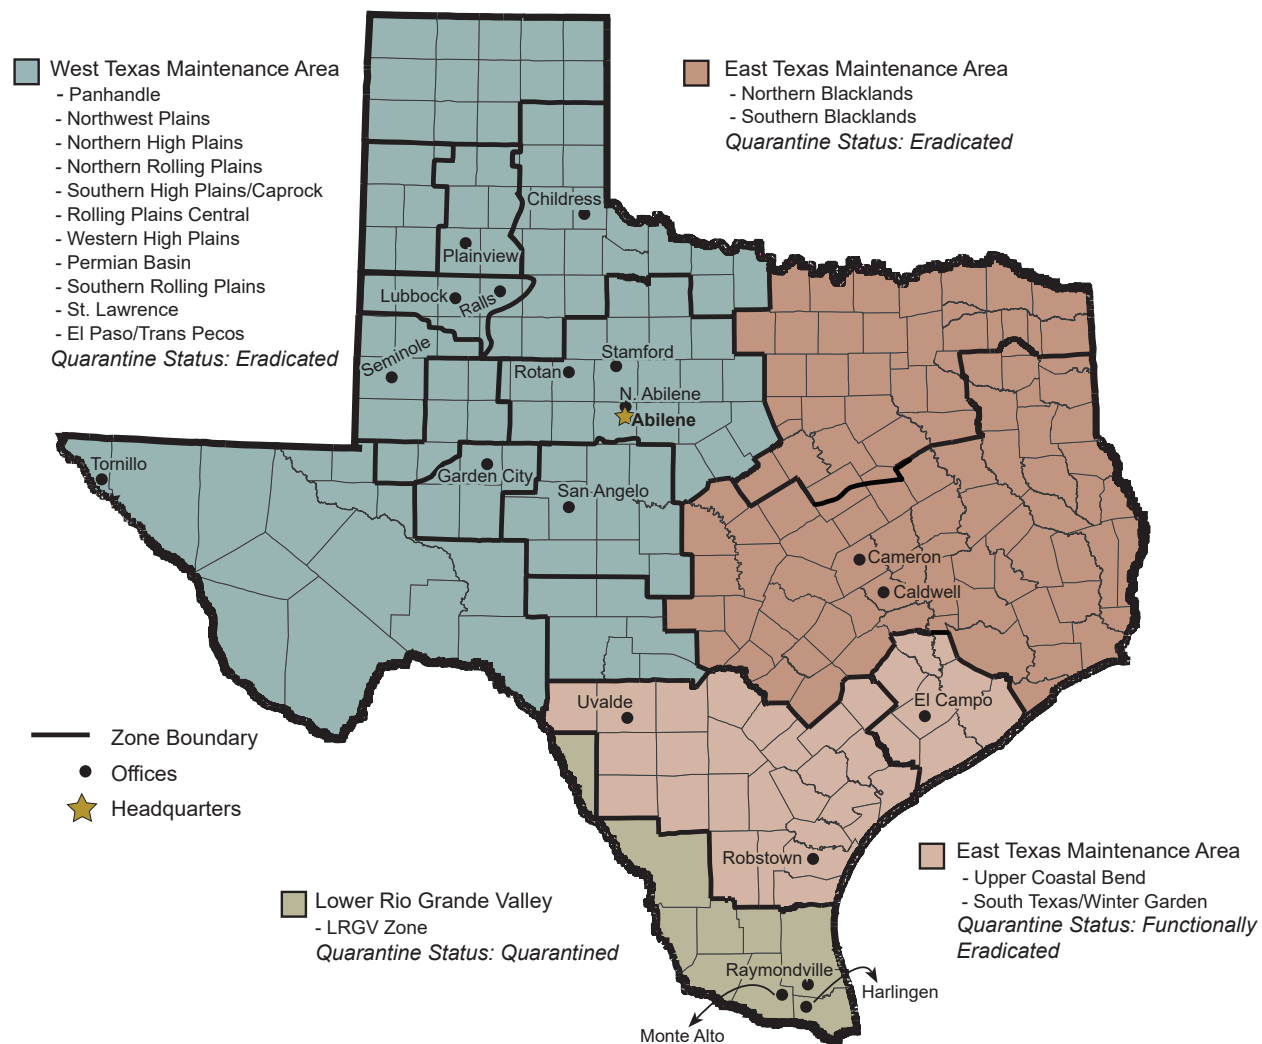 West Texas Maintenance Area
- Panhandle
- Northwest Plains
- Northern High Plains
- Northern Rolling Plains
- Southern High Plains/Caprock
- Rolling Plains Central
- Western High Plains
- Permian Basin
- Southern Rolling Plains
- St. Lawrence
- El Paso/Trans Pecos
Quarantine Status: Eradicated
East Texas Maintenance Area
- Northern Blacklands
- Southern Blacklands
Quarantine Status: Eradicated
Childress
Plainview
Lubbock
Ralls
Seminole
Stamford
Rotan
N. Abilene
Abilene
Tornillo
Garden City
San Angelo
Cameron
Caldwell
Uvalde
El Campo
Zone Boundary
Offices
Headquarters
Robstown
East Texas Maintenance Area
- Upper Coastal Bend
- South Texas/Winter Garden
Quarantine Status: Functionally
Eradicated
Lower Rio Grande Valley
- LRGV Zone
Quarantine Status: Quarantined
Raymondville
Harlingen
Monte Alto